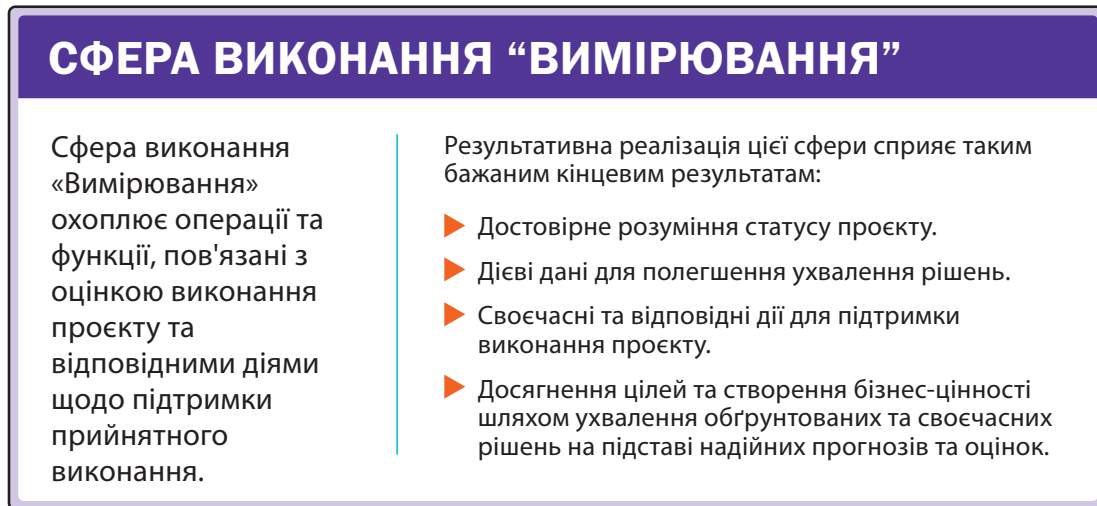 СФЕРА ВИКОНАННЯ “ВИМІРЮВАННЯ”
Сфера виконання
«Вимірювання»
охоплює операції та
функції, пов'язані з
оцінкою виконання
проєкту та
відповідними діями
щодо підтримки
прийнятного
виконання.
Результативна реалізація цієї сфери сприяє таким
бажаним кінцевим результатам:
Достовірне розуміння статусу проєкту.
Дієві дані для полегшення ухвалення рішень.
Своєчасні та відповідні дії для підтримки
виконання проєкту.
Досягнення цілей та створення бізнес-цінності
шляхом ухвалення обґрунтованих та своєчасних
рішень на підставі надійних прогнозів та оцінок.